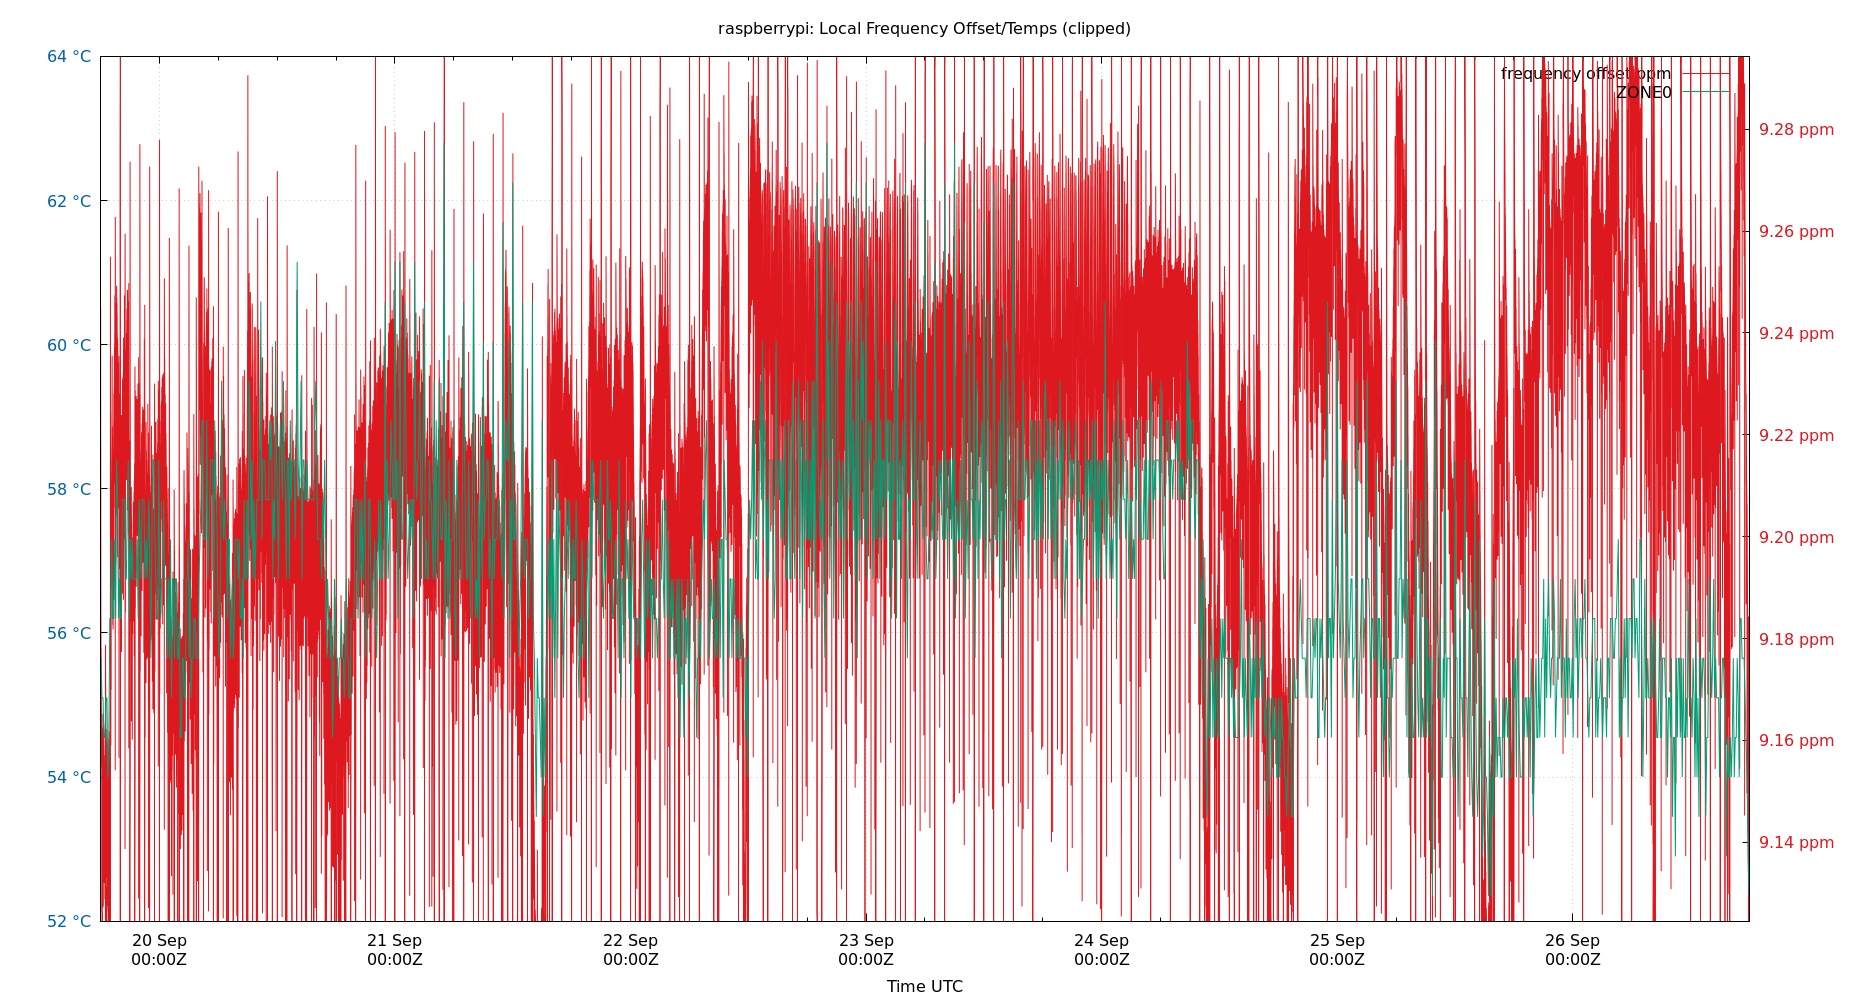 raspberrypi: Local Frequency Offset/Temps (clipped)
64 °C
62 °C
60 °C
58 °C
56 °C
54 °C
52 °C
frequency offset ppm
ZONE0
9.28 ppm
9.26 ppm
9.24 ppm
9.22 ppm
9.20 ppm
9.18 ppm
9.16 ppm
9.14 ppm
20 Sep 21 Sep 22 Sep 23 Sep 24 Sep 25 Sep 26 Sep
00:00Z 00:00Z 00:00Z 00:00Z 00:00Z 00:00Z 00:00Z
Time UTC